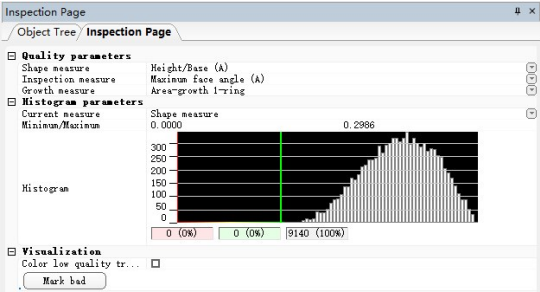 Inspection Page
Object Tree Inspection Page
Quality parameters
Shape measure Height/Base (A)
Inspection measure Maximum face angle (A)
Growth measure Area-growth 1-ring
Histogram parameters
Current measure Shape measure
Minimum/Maximum 0.0000 0.2986
300
250
200
150
100
50
0
Histogram
0 (0%) 0 (0%) 9140 (100%)
Visualization
Color low quality tr...
Mark bad